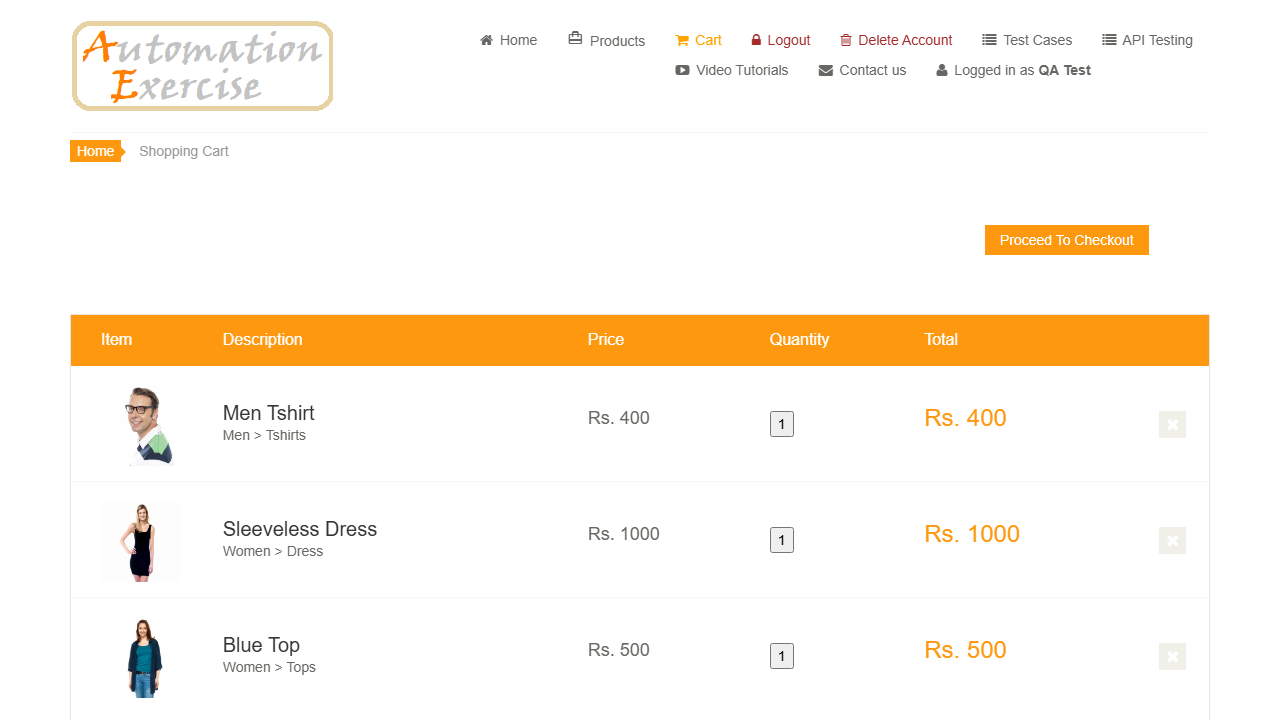 Automation
Exercise
Home Products Cart Logout Delete Account Test Cases API Testing
Video Tutorials Contact us Logged in as QA Test
Home Shopping Cart
Proceed To Checkout
Item Description Price Quantity Total
Men Tshirt
Men > Tshirts
Rs. 400 1 Rs. 400
Sleeveless Dress
Women > Dress
Rs. 1000 1 Rs. 1000
Blue Top
Women > Tops
Rs. 500 1 Rs. 500